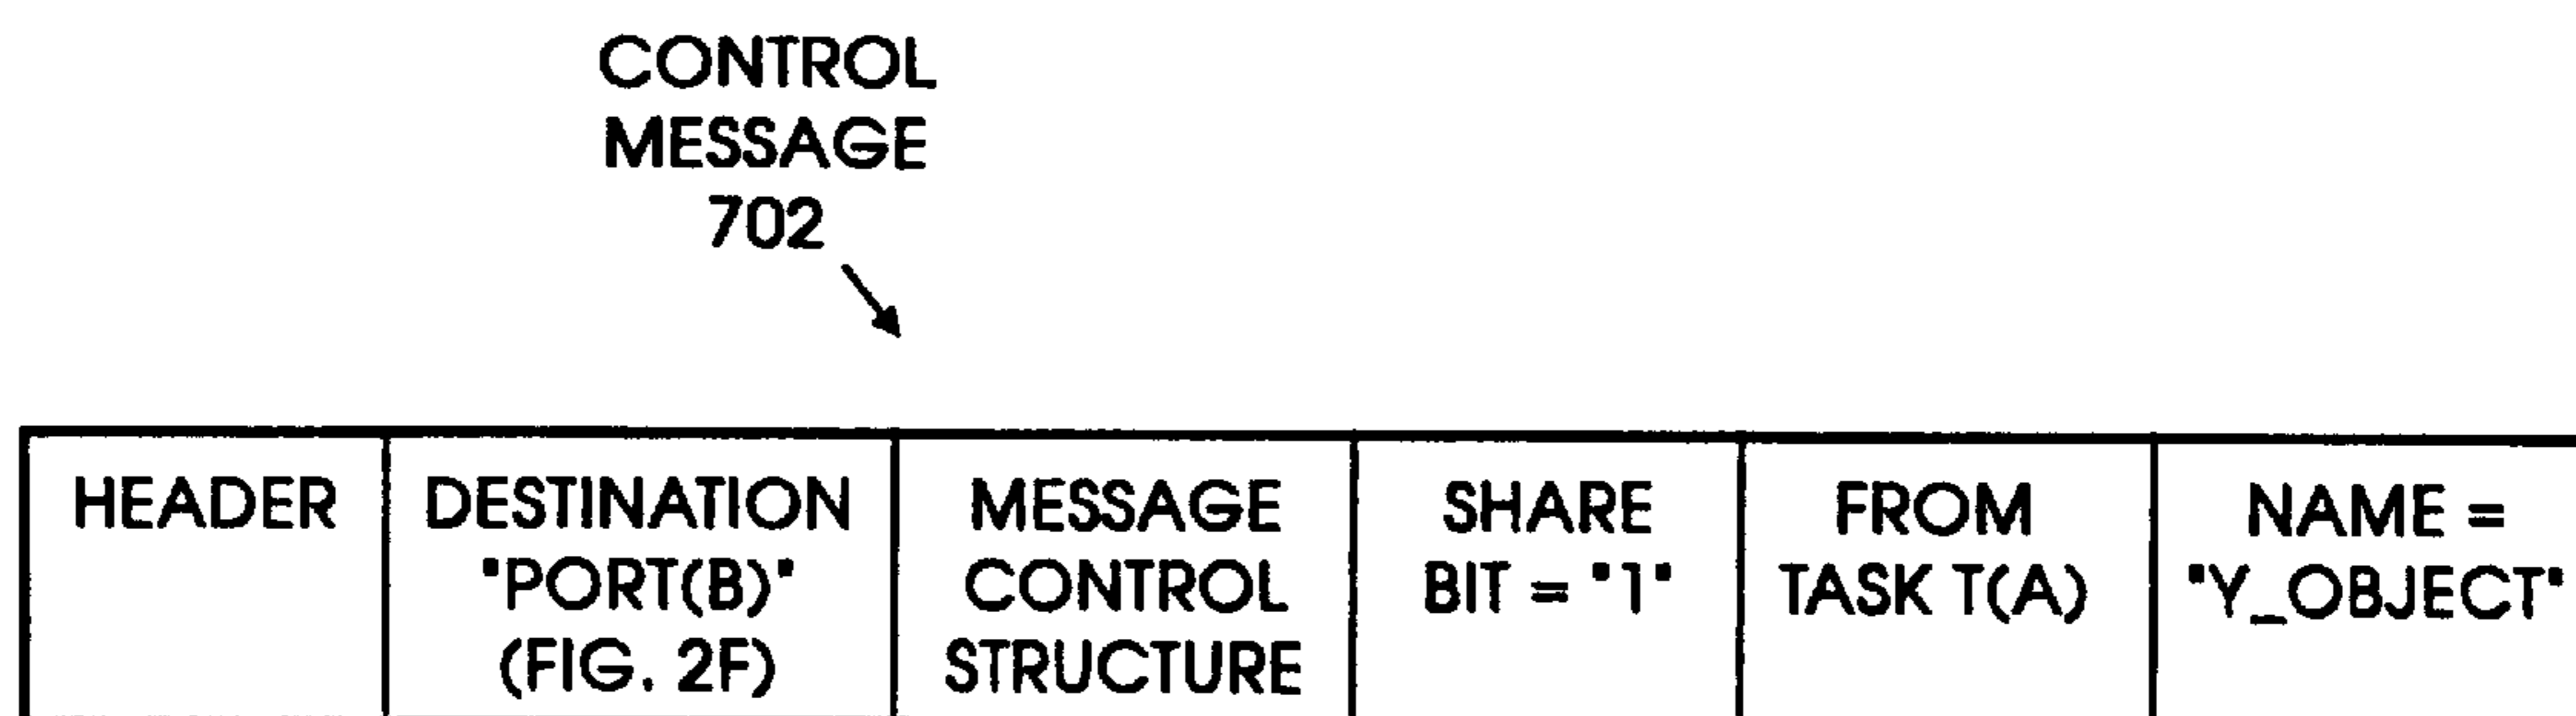 CONTROL
MESSAGE
702
HEADER
DESTINATION
"PORT(B)"
(FIG. 2F)
MESSAGE
CONTROL
STRUCTURE
SHARE
BIT = "1"
FROM
TASK T(A)
NAME =
"Y_OBJECT"